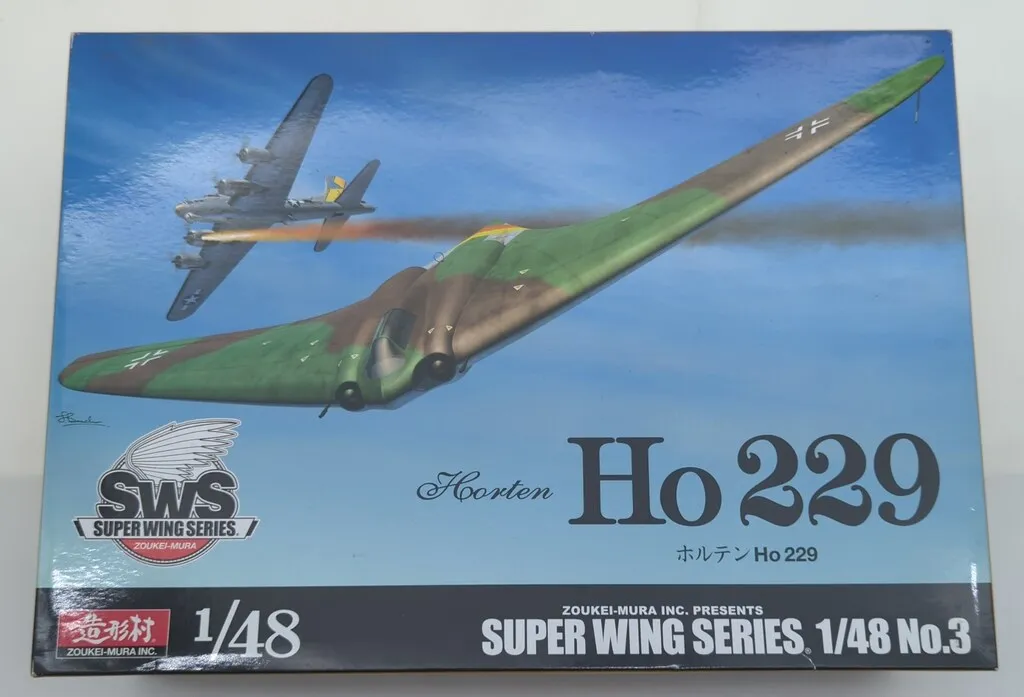 SWS
SUPER WING SERIES.
ZOUKEI-MURA
Horten Ho 229
ホルテン Ho 229
造形村
ZOUKEI-MURA INC.
1/48
ZOUKEI-MURA INC. PRESENTS
SUPER WING SERIES. 1/48 No.3